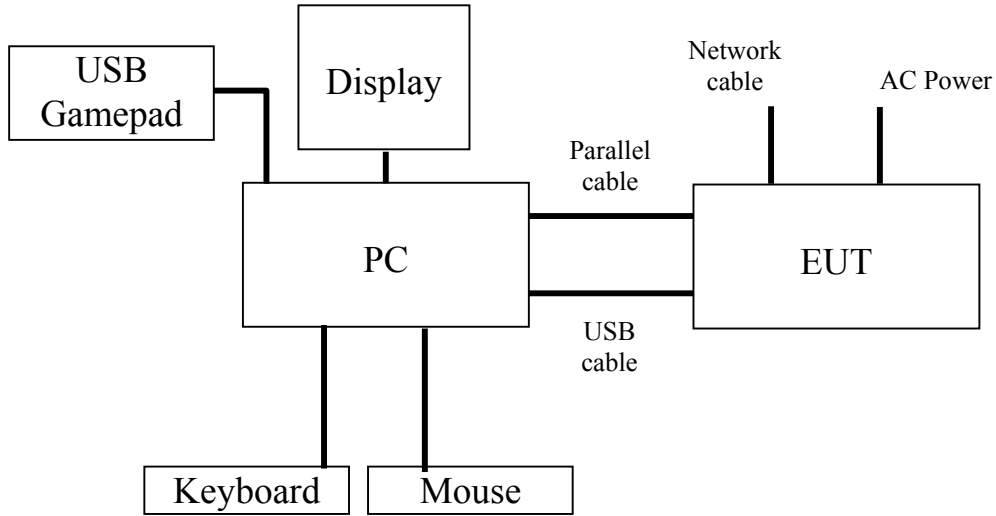 USB
Gamepad
Display
Network
cable
AC Power
Parallel
cable
PC
EUT
USB
cable
Keyboard
Mouse